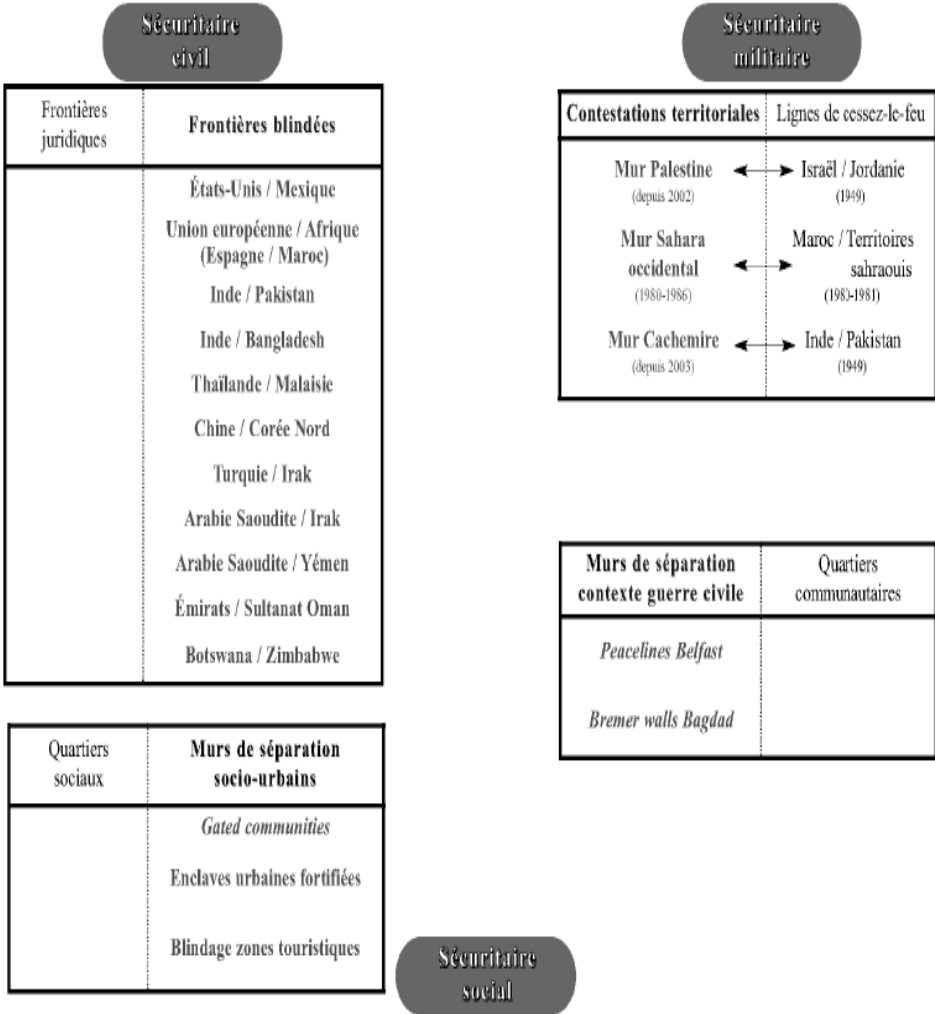 Sécuritaire
civil
Frontières
juridiques
Frontières blindées
États-Unis / Mexique
Union européenne / Afrique
(Espagne / Maroc)
Inde / Pakistan
Inde / Bangladesh
Thaïlande / Malaisie
Chine / Corée Nord
Turquie / Irak
Arabie Saoudite / Irak
Arabie Saoudite / Yémen
Émirats / Sultanat Oman
Botswana / Zimbabwe
Quartiers
sociaux
Murs de séparation
socio-urbains
Gated communities
Enclaves urbaines fortifiées
Blindage zones touristiques
Sécuritaire
militaire
Contestations territoriales
Lignes de cessez-le-feu
Mur Palestine
(depuis 2002)
Israël / Jordanie
(1949)
Mur Sahara
occidental
(1980-1986)
Maroc / Territoires
sahraouis
(1980-1981)
Mur Cachemire
(depuis 2003)
Inde / Pakistan
(1949)
Murs de séparation
contexte guerre civile
Quartiers
communautaires
Peacelines Belfast
Bremer walls Bagdad
Sécuritaire
social